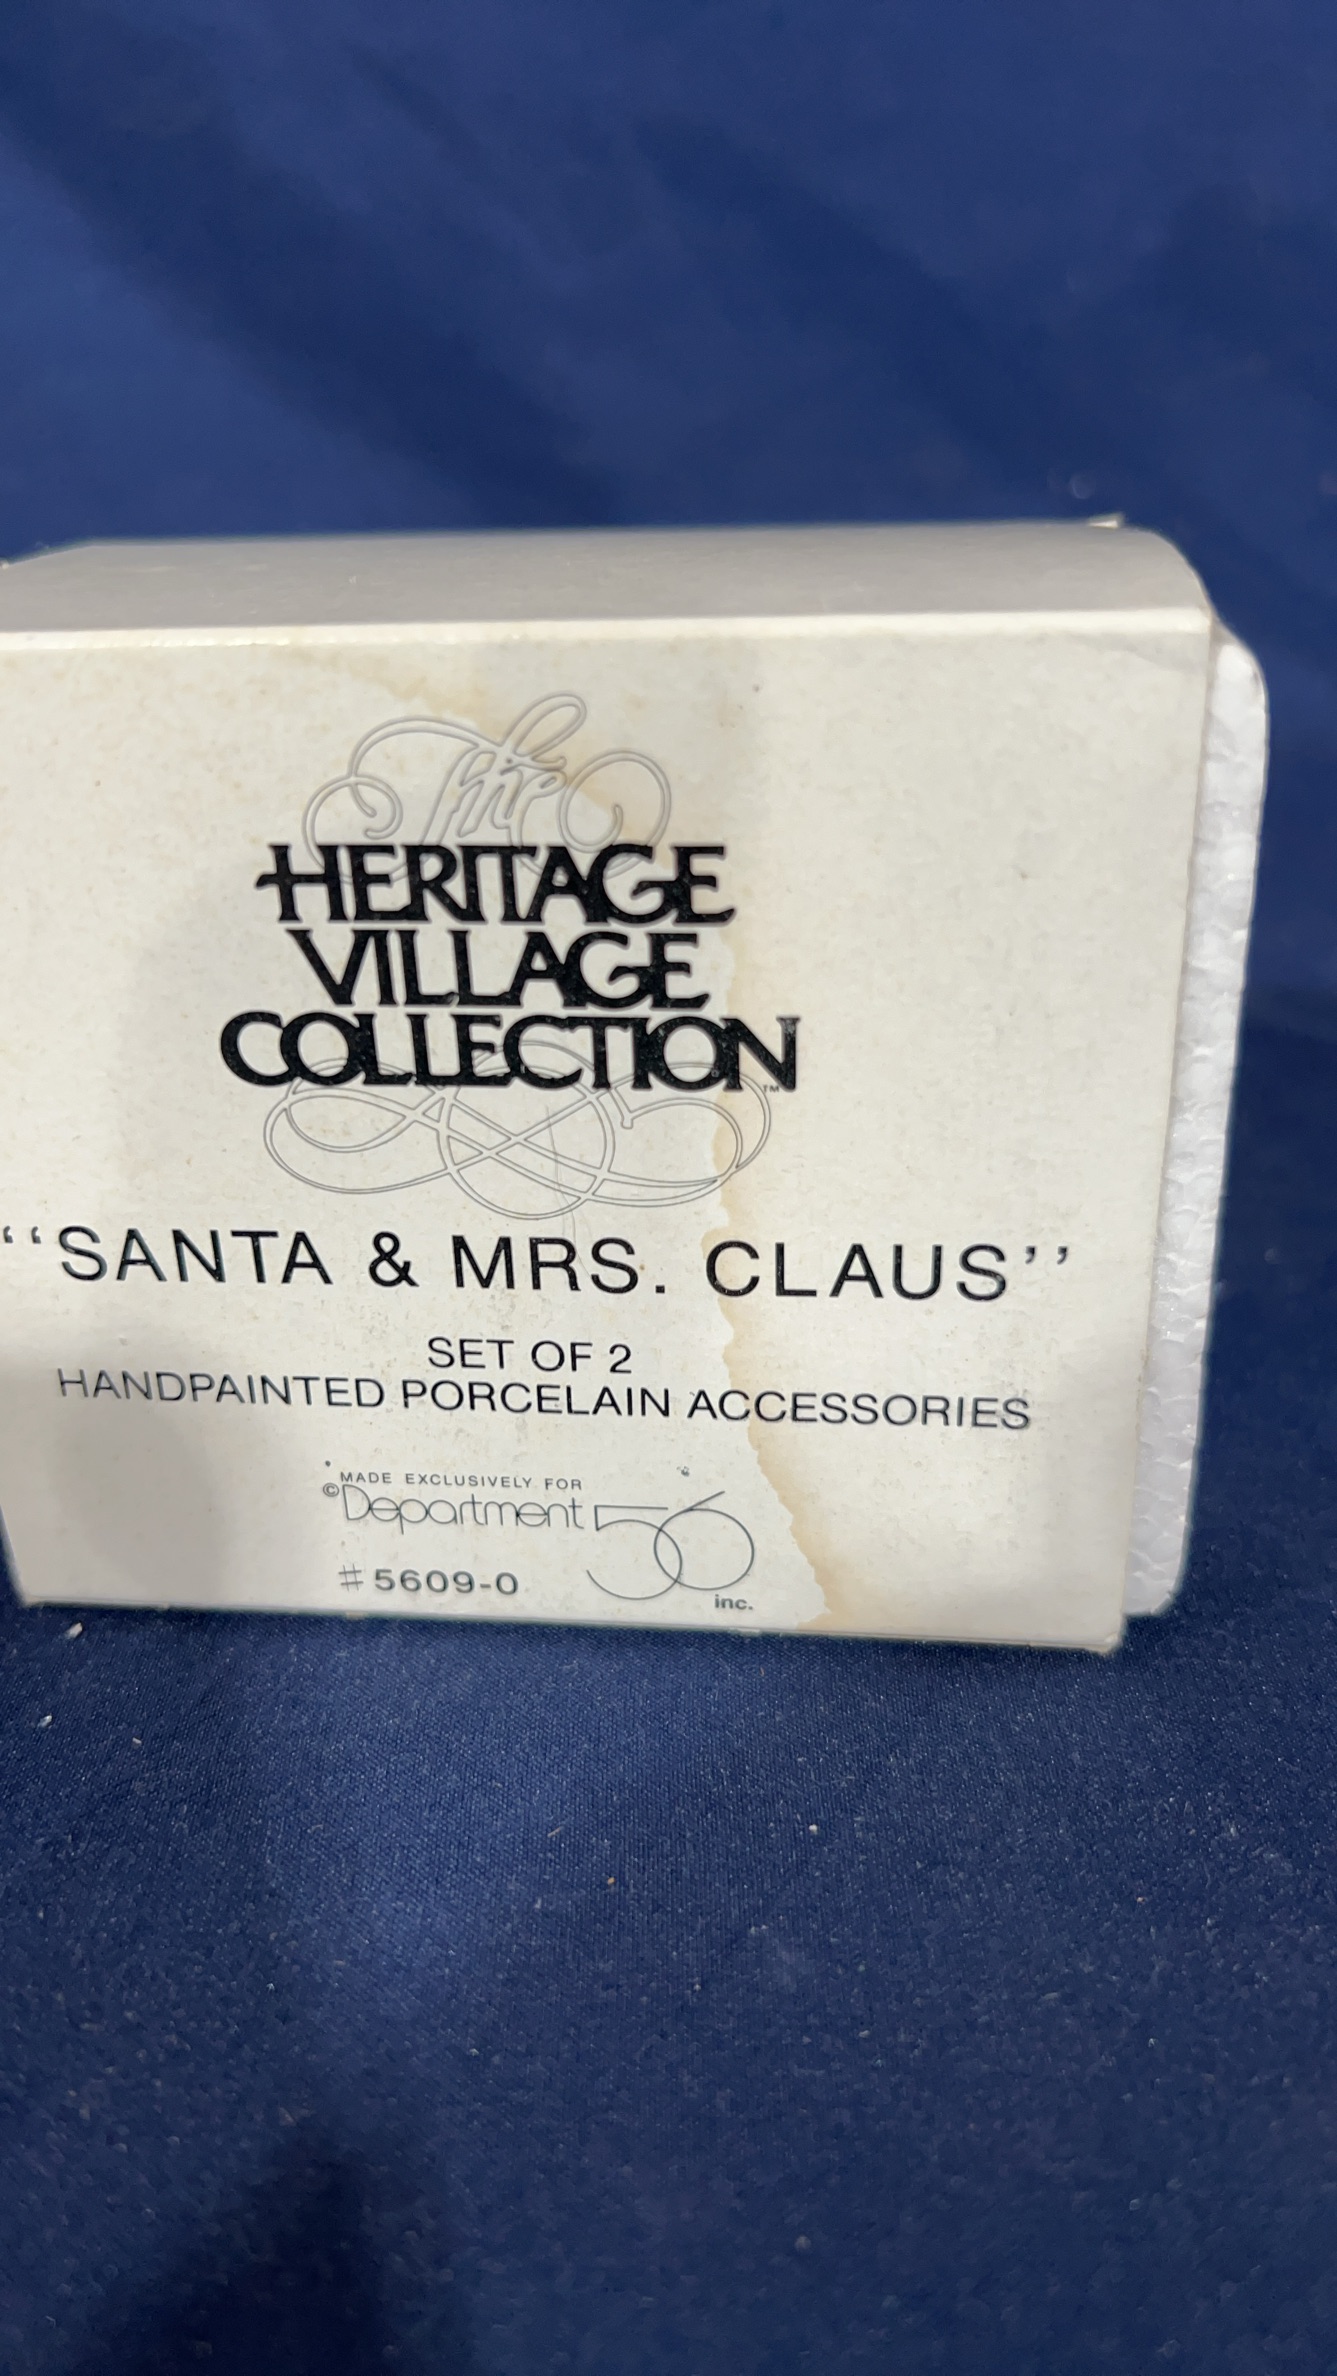 The
HERITAGE
VILLAGE
COLLECTION™
‘‘SANTA & MRS. CLAUS’’
SET OF 2
HANDPAINTED PORCELAIN ACCESSORIES
MADE EXCLUSIVELY FOR
©Department 56
inc.
#5609-0